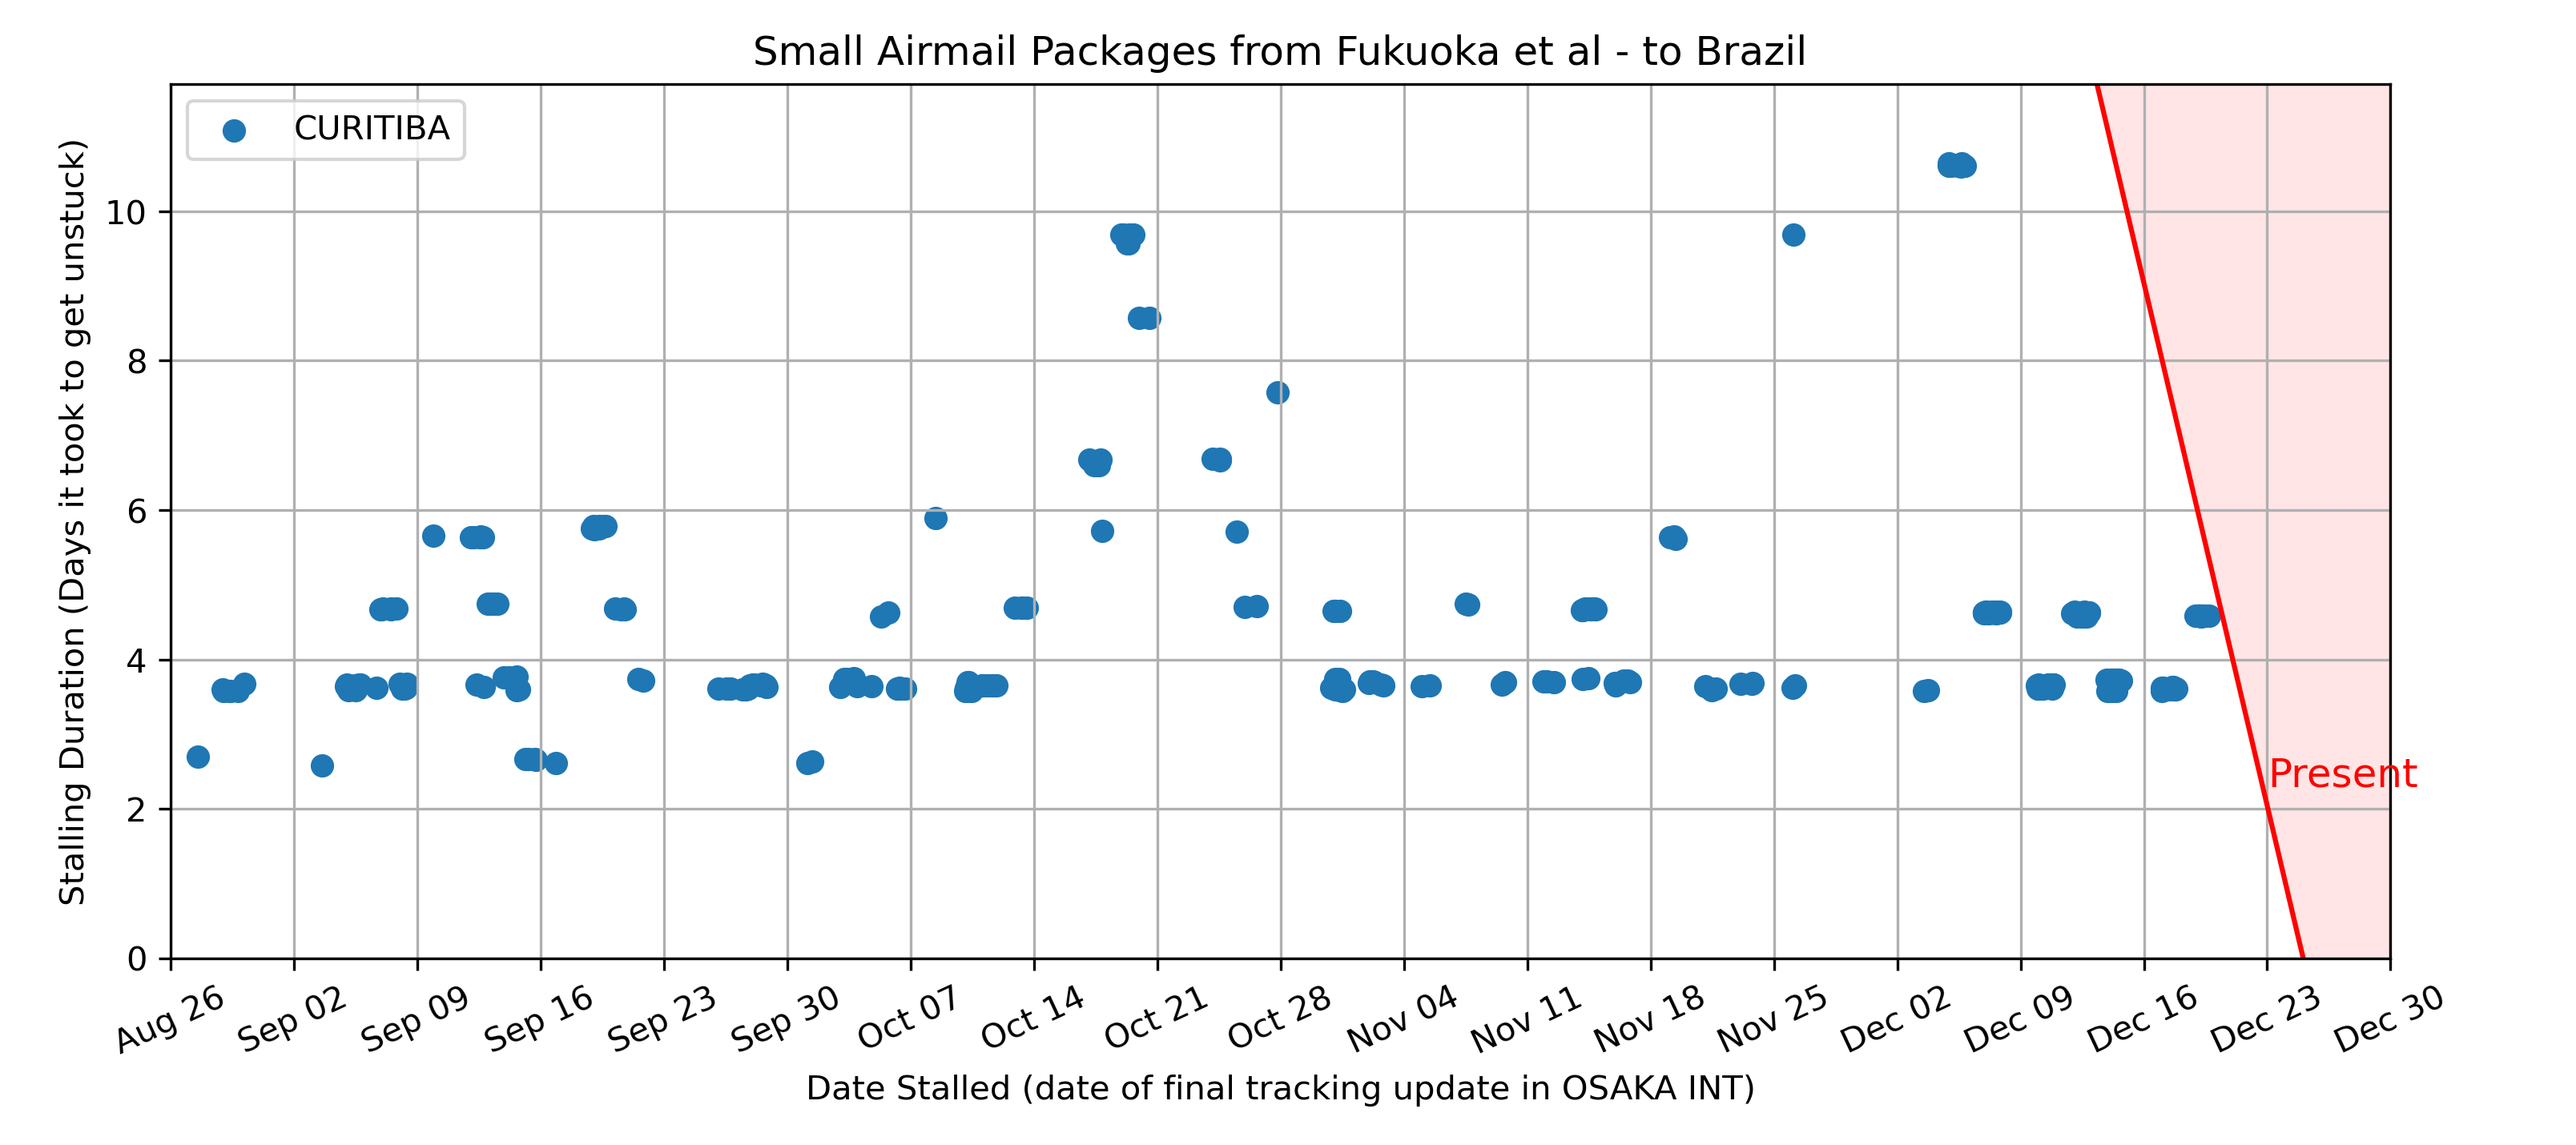 Small Airmail Packages from Fukuoka et al - to Brazil
CURITIBA
Stalling Duration (Days it took to get unstuck)
10
8
6
4
2
0
Present
Aug 26
Sep 02
Sep 09
Sep 16
Sep 23
Sep 30
Oct 07
Oct 14
Oct 21
Oct 28
Nov 04
Nov 11
Nov 18
Nov 25
Dec 02
Dec 09
Dec 16
Dec 23
Dec 30
Date Stalled (date of final tracking update in OSAKA INT)